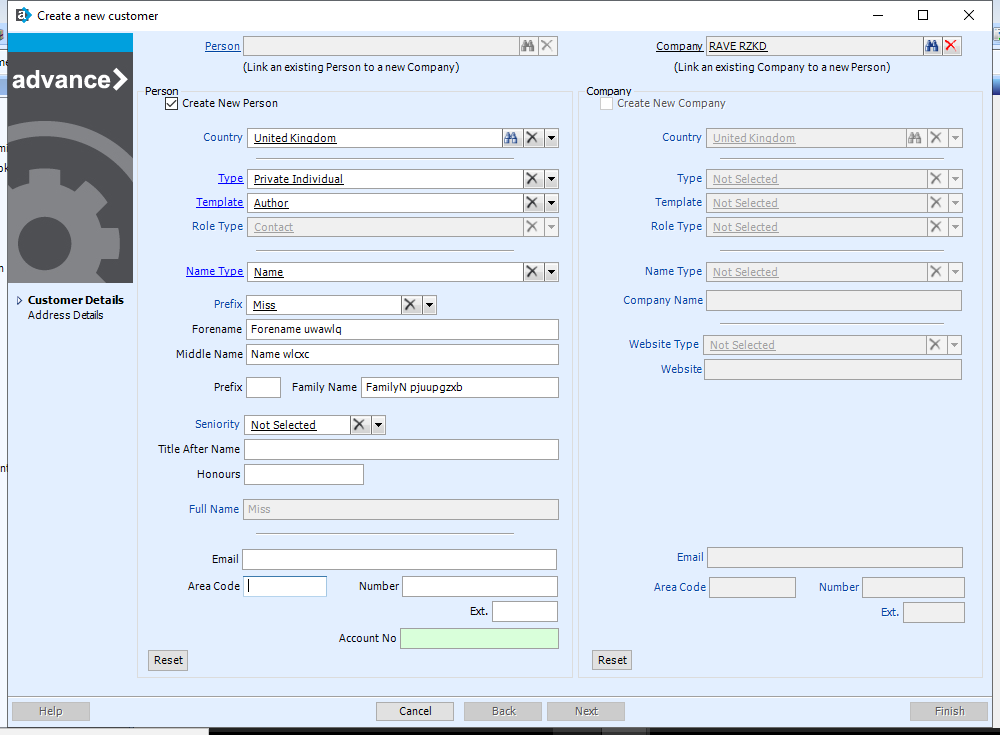 Create a new customer
Person
Company RAVE RZKD
(Link an existing Person to a new Company)
(Link an existing Company to a new Person)
advance
Customer Details
Address Details
Person
Create New Person
Country United Kingdom
Type Private Individual
Template Author
Role Type Contact
Name Type Name
Prefix Miss
Forename Forename uwawlq
Middle Name Name wlcxc
Prefix Family Name FamilyN pjuupgzxb
Seniority Not Selected
Title After Name
Honours
Full Name Miss
Email
Area Code Number
Ext.
Account No
Reset
Company
Create New Company
Country United Kingdom
Type Not Selected
Template Not Selected
Role Type Not Selected
Name Type Not Selected
Company Name
Website Type Not Selected
Website
Email
Area Code Number
Ext.
Reset
Help Cancel Back Next Finish